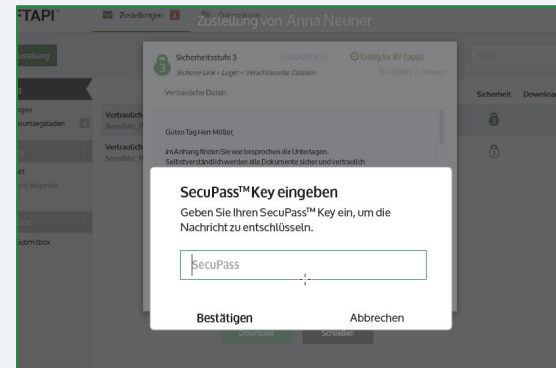 FTAPI
Zustellungen
Zustellung von Anna Neuner
Zustellung
Sicherheitsstufe 3
Gültig für 89 Tag(e)
3
Sicherer Link + Login + Verschlüsselte Dateien
Vertrauliche Daten
Sicherheit Download
Vertraulich
Guten Tag Herr Möller,
im Anhang finden Sie wie besprochen die Unterlagen.
Selbstverständlich werden alle Dokumente sicher und vertraulich
Vertraulich
SecuPass™ Key eingeben
Geben Sie Ihren SecuPass™ Key ein, um die
Nachricht zu entschlüsseln.
SecuPass
Bestätigen Abbrechen
Submitbox
Download Schließen